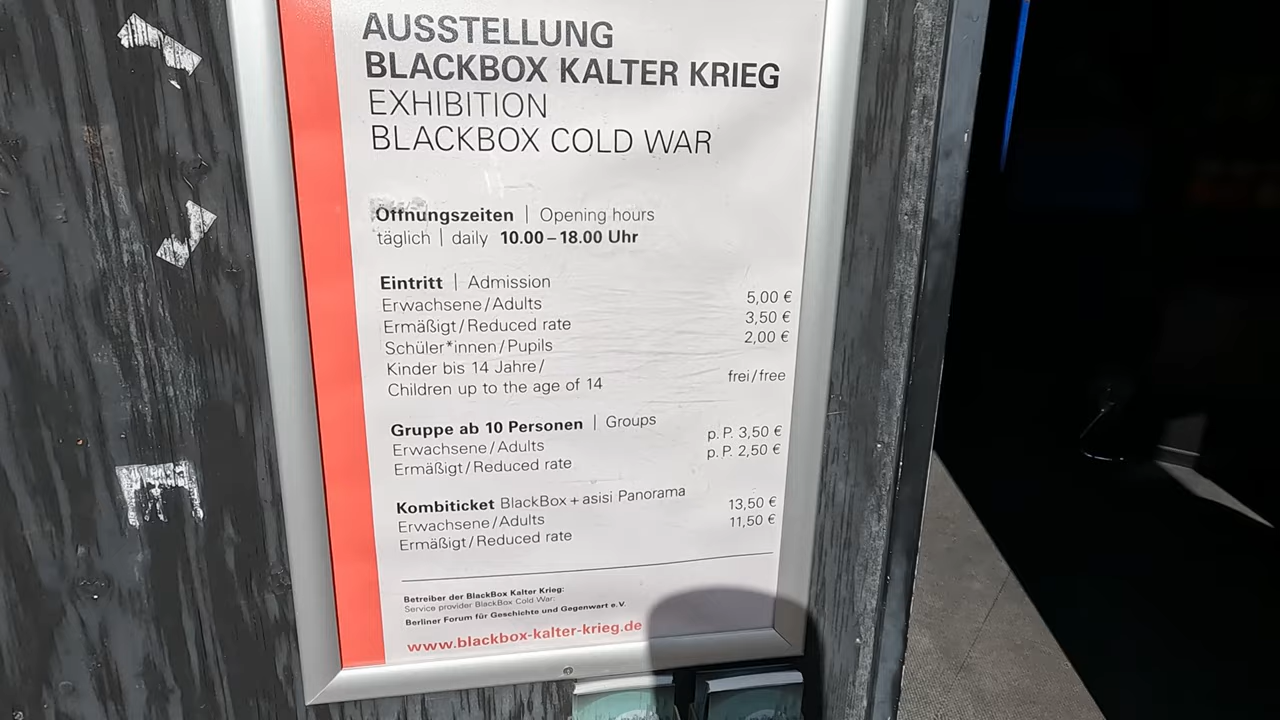 AUSSTELLUNG
BLACKBOX KALTER KRIEG
EXHIBITION
BLACKBOX COLD WAR
Öffnungszeiten | Opening hours
täglich | daily 10.00 – 18.00 Uhr
Eintritt | Admission
Erwachsene/Adults 5,00 €
Ermäßigt/Reduced rate 3,50 €
Schüler*innen/Pupils 2,00 €
Kinder bis 14 Jahre/
Children up to the age of 14 frei/free
Gruppe ab 10 Personen | Groups
Erwachsene/Adults p. P. 3,50 €
Ermäßigt/Reduced rate p. P. 2,50 €
Kombiticket BlackBox + asisi Panorama
Erwachsene/Adults 13,50 €
Ermäßigt/Reduced rate 11,50 €
Betreiber der BlackBox Kalter Krieg:
Service provider BlackBox Cold War:
Berliner Forum für Geschichte und Gegenwart e.V.
www.blackbox-kalter-krieg.de